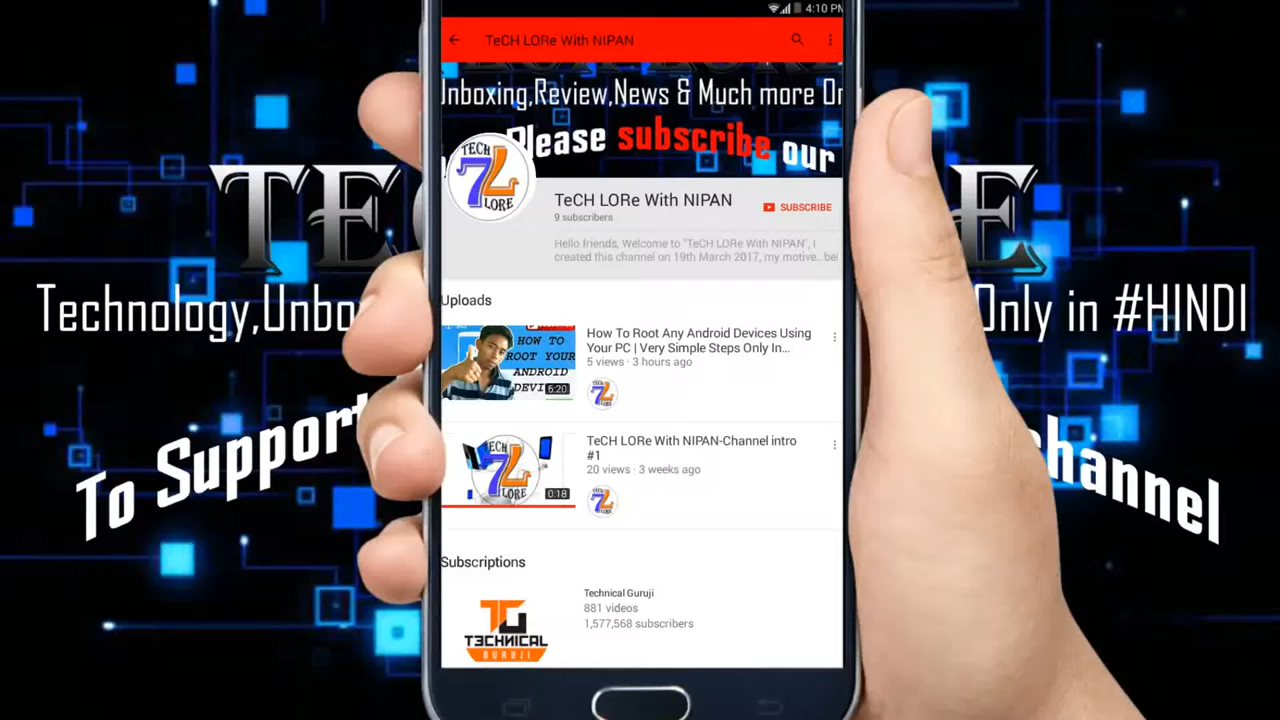 4:10 PM
TeCH LORe With NIPAN
Unboxing,Review,News & Much more On
Please subscribe our
TECH
LORE
TeCH LORe With NIPAN
9 subscribers
SUBSCRIBE
Hello friends, Welcome to "TeCH LORe With NIPAN", I
created this channel on 19th March 2017, my motive...bel
TE E
Technology,Unbo Only in #HINDI
To Support channel
Uploads
HOW TO
ROOT YOUR
ANDROID
DEVI
6:20
How To Root Any Android Devices Using
Your PC | Very Simple Steps Only In...
5 views · 3 hours ago
TECH
LORE
0:18
TeCH LORe With NIPAN-Channel intro
#1
20 views · 3 weeks ago
Subscriptions
TECHNICAL
GURUJI
Technical Guruji
881 videos
1,577,568 subscribers